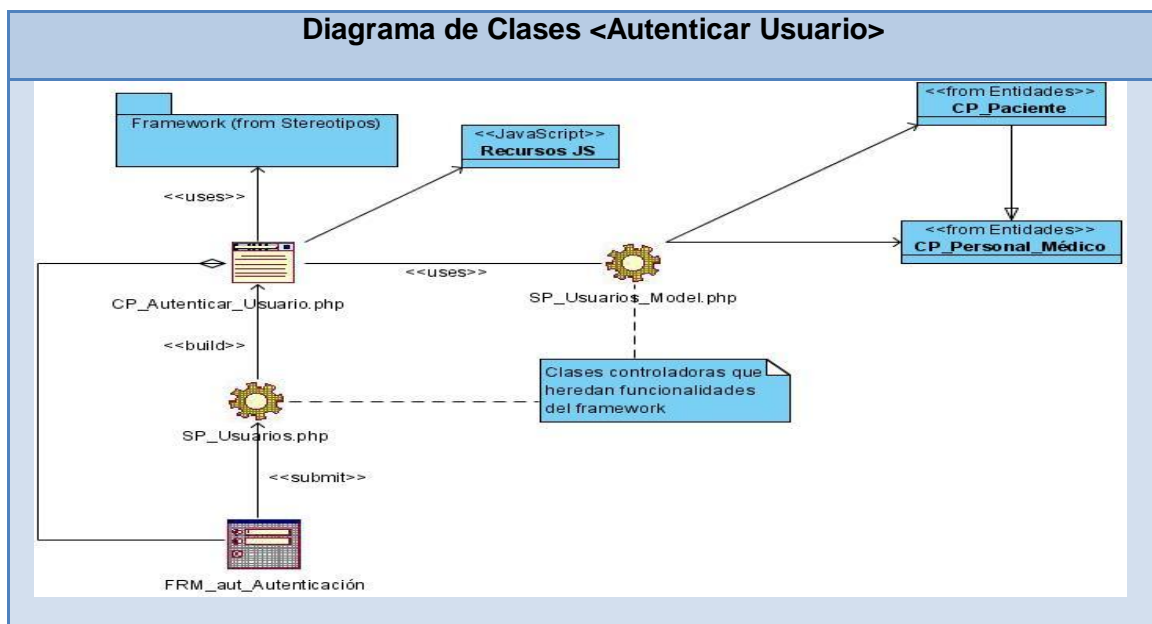 Diagrama de Clases <Autenticar Usuario>
Framework (from Stereotipos)
<<JavaScript>>
Recursos JS
<<from Entidades>>
CP_Paciente
<<uses>>
<<from Entidades>>
CP_Personal_Médico
<<uses>>
CP_Autenticar_Usuario.php
SP_Usuarios_Model.php
<<build>>
Clases controladoras que
heredan funcionalidades
del framework
SP_Usuarios.php
<<submit>>
FRM_aut_Autenticación